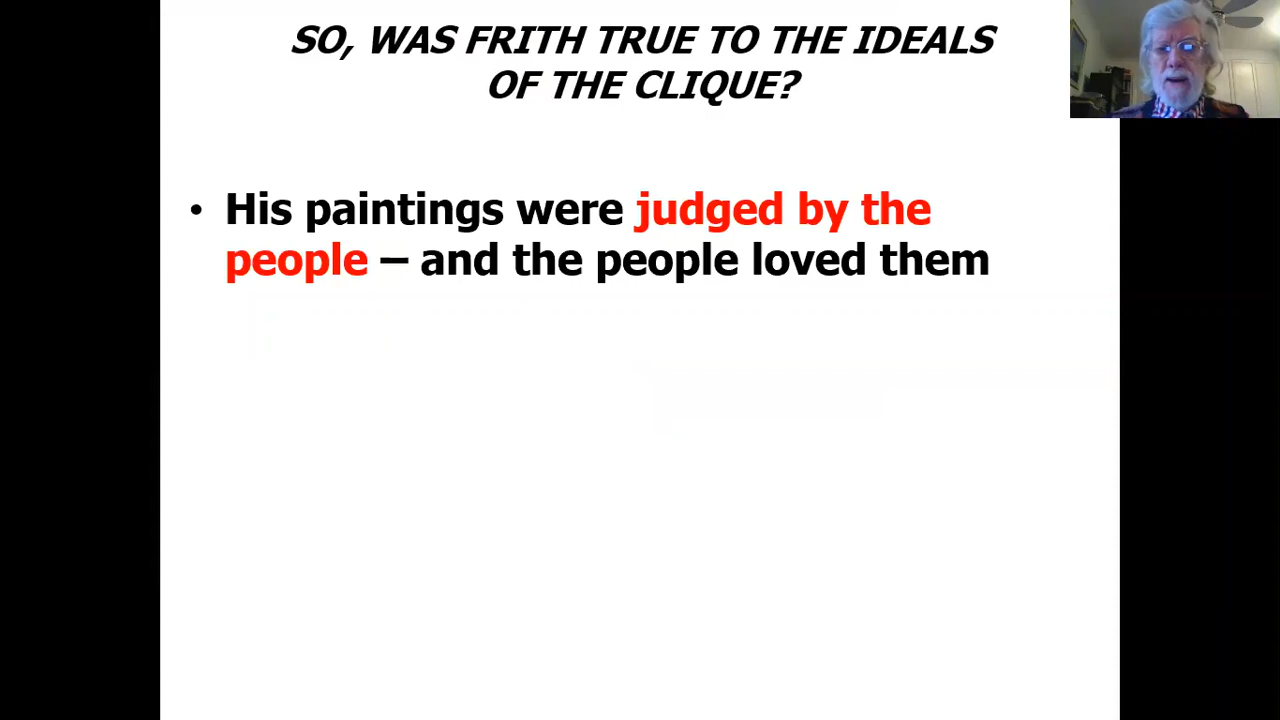 SO, WAS FRITH TRUE TO THE IDEALS
OF THE CLIQUE?
• His paintings were judged by the
people – and the people loved them